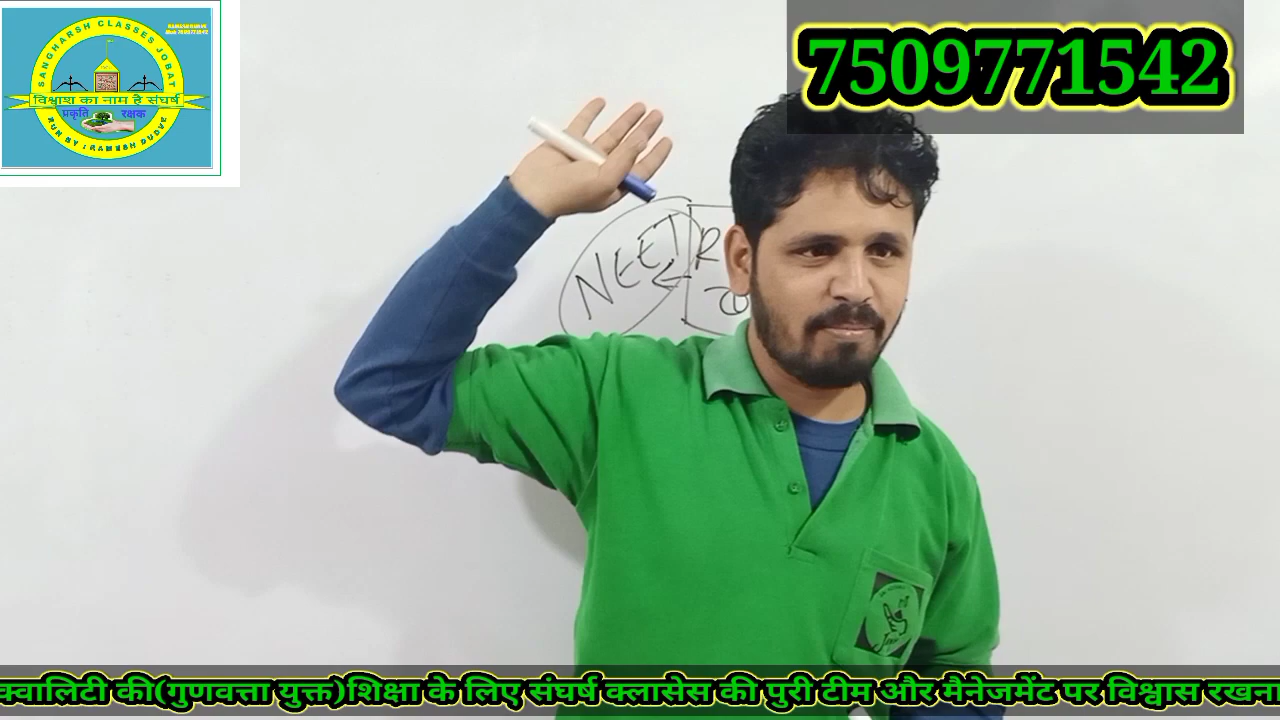 SANGHARSH CLASSES JOBAT
विश्वाश का नाम है संघर्ष
प्रकृति रक्षक
RUN BY : RAMESH DUDVE
7509771542
NEET
R
क्वालिटी की(गुणवत्ता युक्त)शिक्षा के लिए संघर्ष क्लासेस की पुरी टीम और मैनेजमेंट पर विश्वास रखना